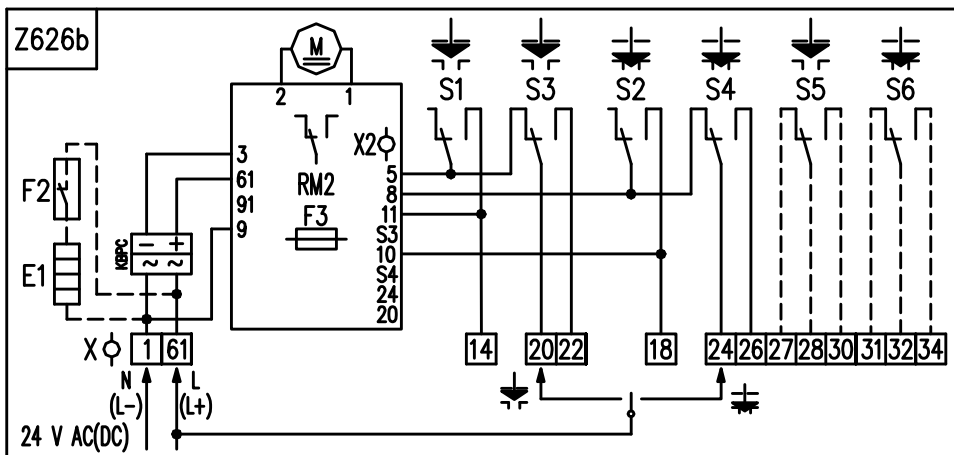 Z626b
M
2 1
S1 S3 S2 S4 S5 S6
X2
3
61
91
9
RM2
F3
5
8
11
S3
10
S4
24
20
F2
E1
KBPC
− +
~ ~
X 1 61
14 20 22 18 24 26 27 28 30 31 32 34
N L
(L-) (L+)
24 V AC(DC)